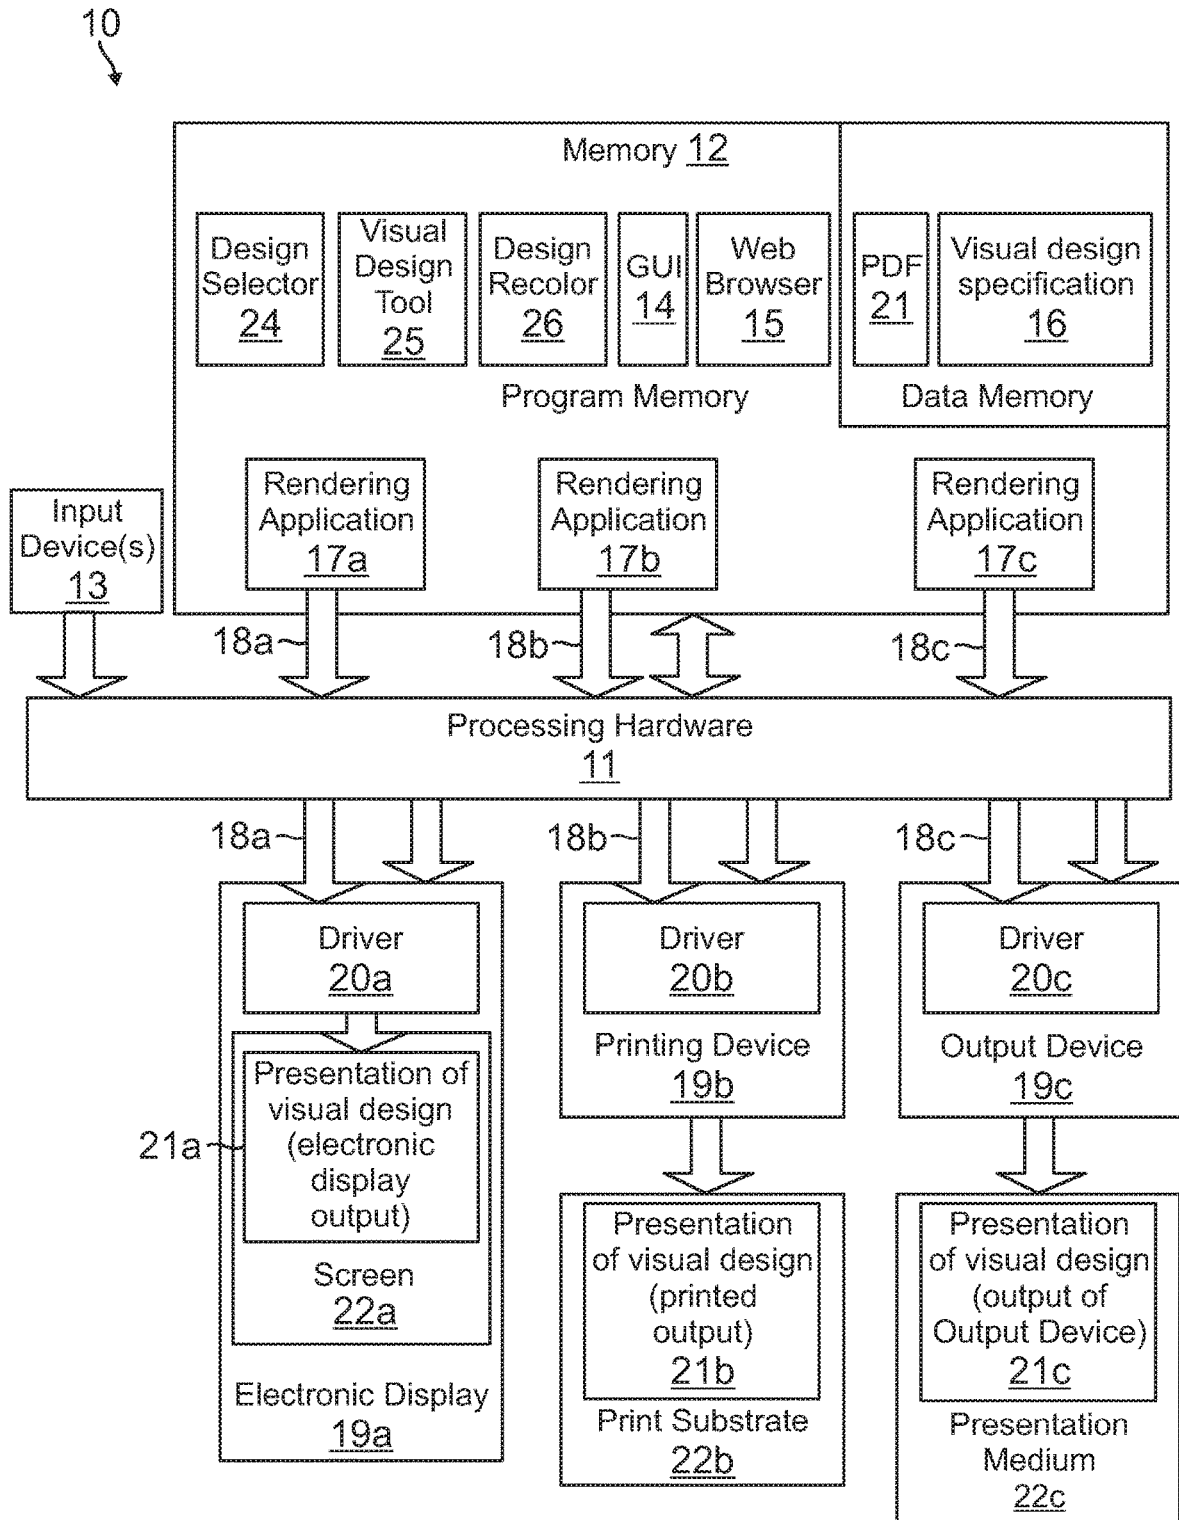 10
Memory 12
Design
Selector
24
Visual
Design
Tool
25
Design
Recolor
26
GUI
14
Web
Browser
15
PDF
21
Visual design
specification
16
Program Memory
Data Memory
Input
Device(s)
13
Rendering
Application
17a
Rendering
Application
17b
Rendering
Application
17c
18a
18b
18c
Processing Hardware
11
18a
18b
18c
Driver
20a
Driver
20b
Driver
20c
Printing Device
19b
Output Device
19c
21a
Presentation of
visual design
(electronic
display
output)
Screen
22a
Electronic Display
19a
Presentation
of visual design
(printed
output)
21b
Print Substrate
22b
Presentation
of visual design
(output of
Output Device)
21c
Presentation
Medium
22c